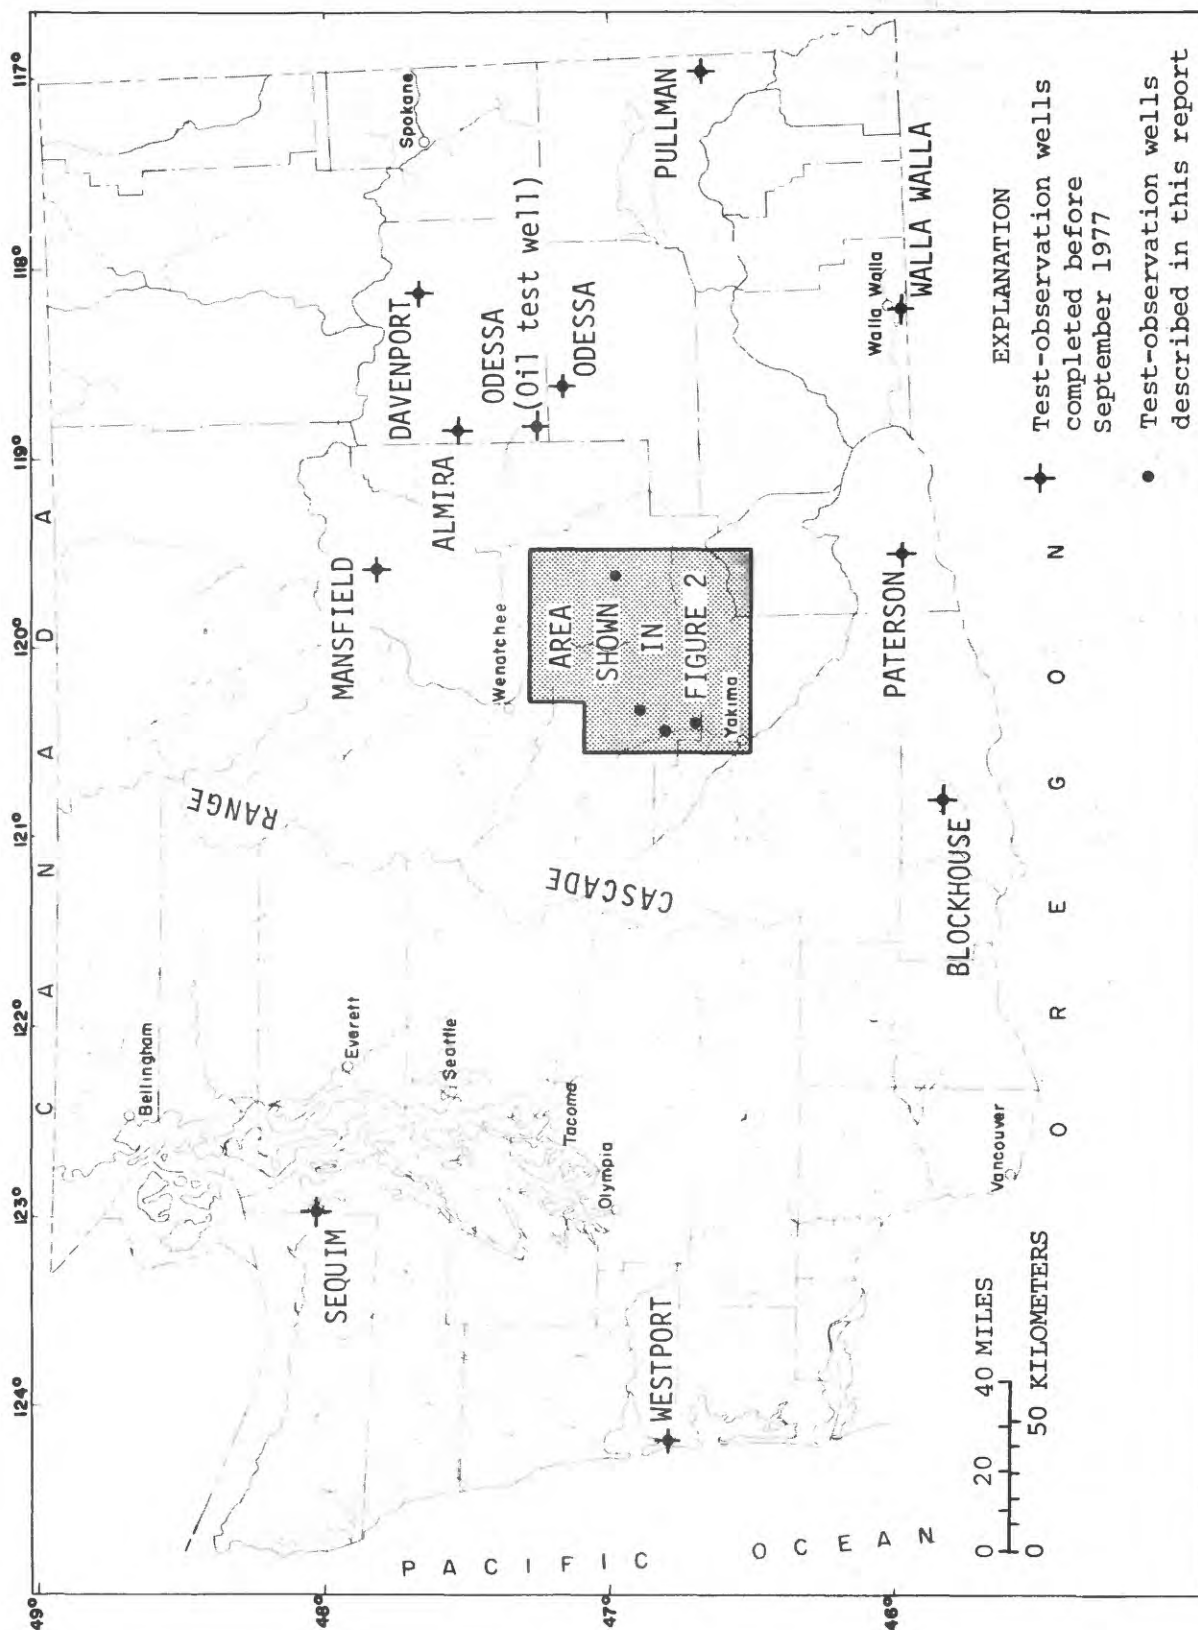 124°
123°
122°
121°
120°
119°
118°
117°
49°
48°
47°
46°
C A N A D A
Bellingham
Everett
Seattle
Tacoma
Olympia
SEQUIM
WESTPORT
PACIFIC OCEAN
CASCADE RANGE
MANSFIELD
Wenatchee
ALMIRA
DAVENPORT
Spokane
ODESSA
(Oil test well)
ODESSA
PULLMAN
AREA
SHOWN
IN
FIGURE 2
Yakima
BLOCKHOUSE
PATERSON
Walla Walla
WALLA WALLA
Vancouver
O R E G O N
0 20 40 MILES
0 50 KILOMETERS
EXPLANATION
Test-observation wells
completed before
September 1977
Test-observation wells
described in this report